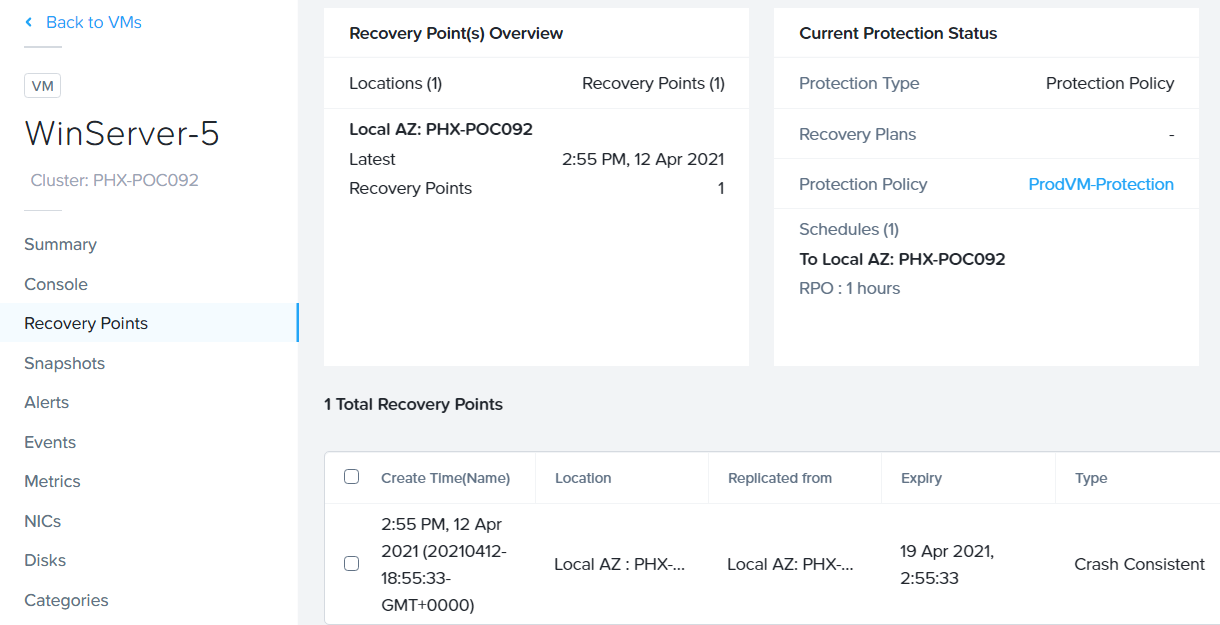 Back to VMs
VM
WinServer-5
Cluster: PHX-POC092
Summary
Console
Recovery Points
Snapshots
Alerts
Events
Metrics
NICs
Disks
Categories
Recovery Point(s) Overview
Locations (1) Recovery Points (1)
Local AZ: PHX-POC092
Latest 2:55 PM, 12 Apr 2021
Recovery Points 1
Current Protection Status
Protection Type Protection Policy
Recovery Plans -
Protection Policy ProdVM-Protection
Schedules (1)
To Local AZ: PHX-POC092
RPO : 1 hours
1 Total Recovery Points
Create Time(Name) Location Replicated from Expiry Type
2:55 PM, 12 Apr
2021 (20210412-
18:55:33-
GMT+0000)
Local AZ : PHX-...
Local AZ: PHX-...
19 Apr 2021,
2:55:33
Crash Consistent